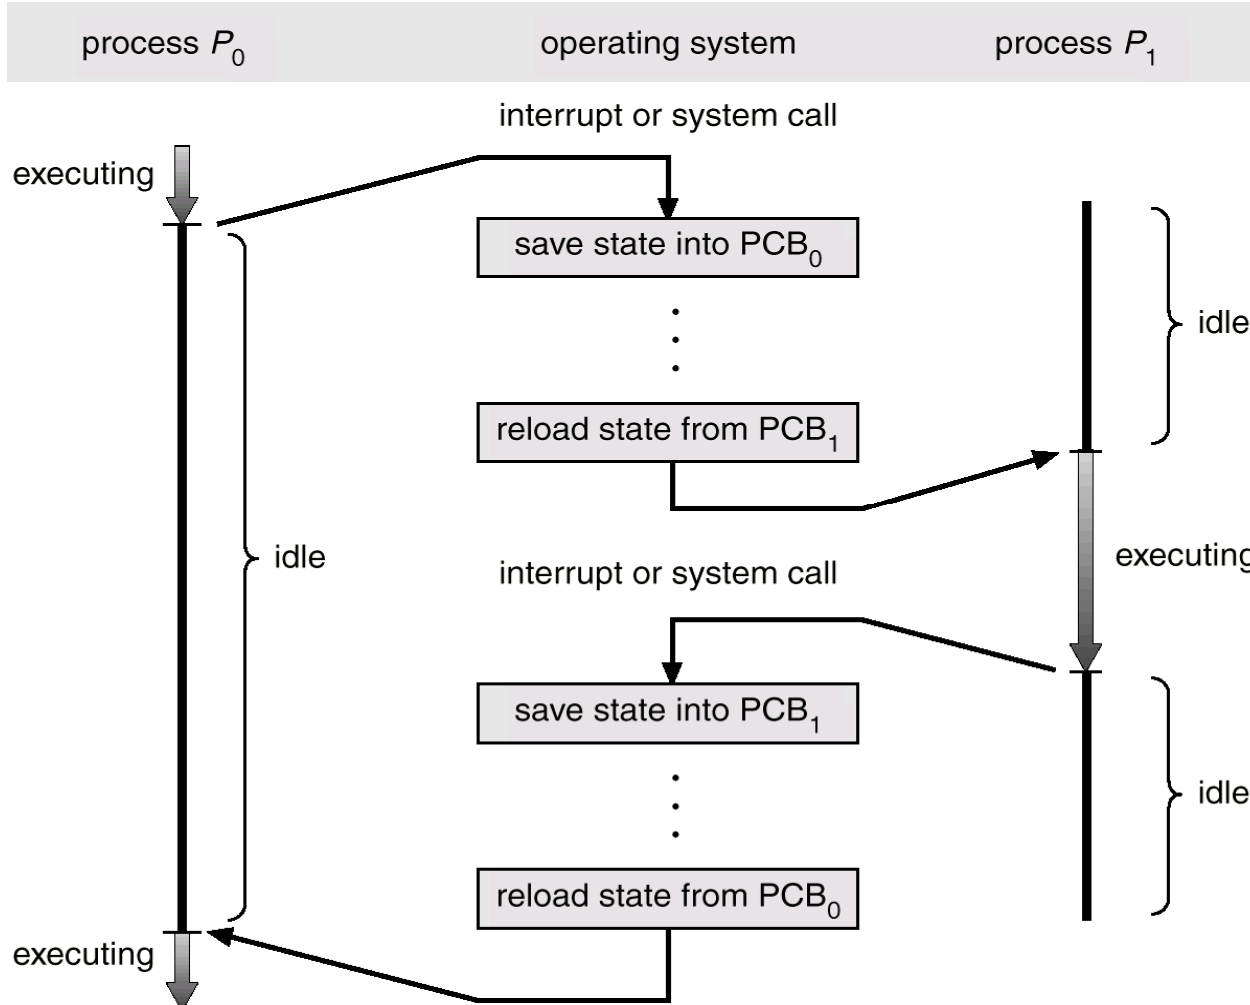 process P₀ operating system process P₁
interrupt or system call
executing
save state into PCB₀
idle
reload state from PCB₁
idle
executing
interrupt or system call
save state into PCB₁
idle
reload state from PCB₀
executing